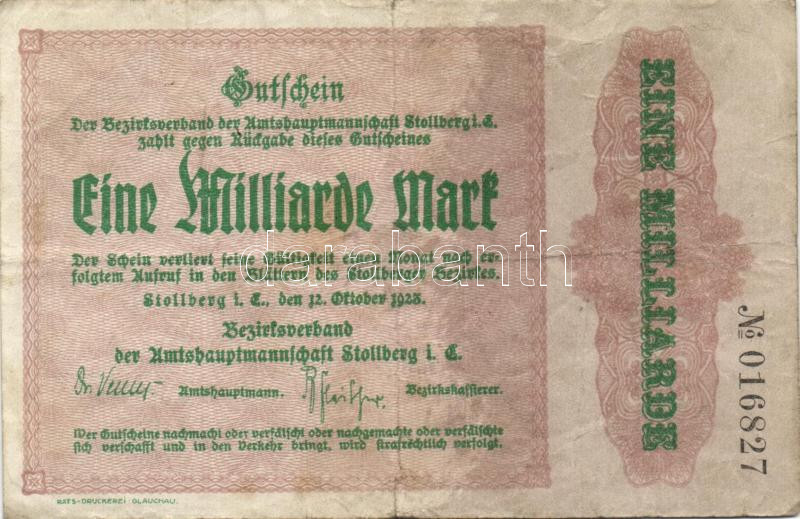 Gutschein
Der Bezirksverband der Amtshauptmannschaft Stollberg i. E.
zahlt gegen Rückgabe dieses Gutscheines
Eine Milliarde Mark
Der Schein verliert seine Gültigkeit einen Monat nach er-
folgtem Aufruf in den Blättern des Stollberger Bezirkes.
Stollberg i. E., den 12. Oktober 1923.
Bezirksverband
der Amtshauptmannschaft Stollberg i. E.
Amtshauptmann. Bezirkskassierer.
Wer Gutscheine nachmacht oder verfälscht oder nachgemachte oder verfälschte
sich verschafft und in den Verkehr bringt, wird strafrechtlich verfolgt.
RATS-DRUCKEREI GLAUCHAU.
EINE MILLIARDE
№ 016827
darabanth